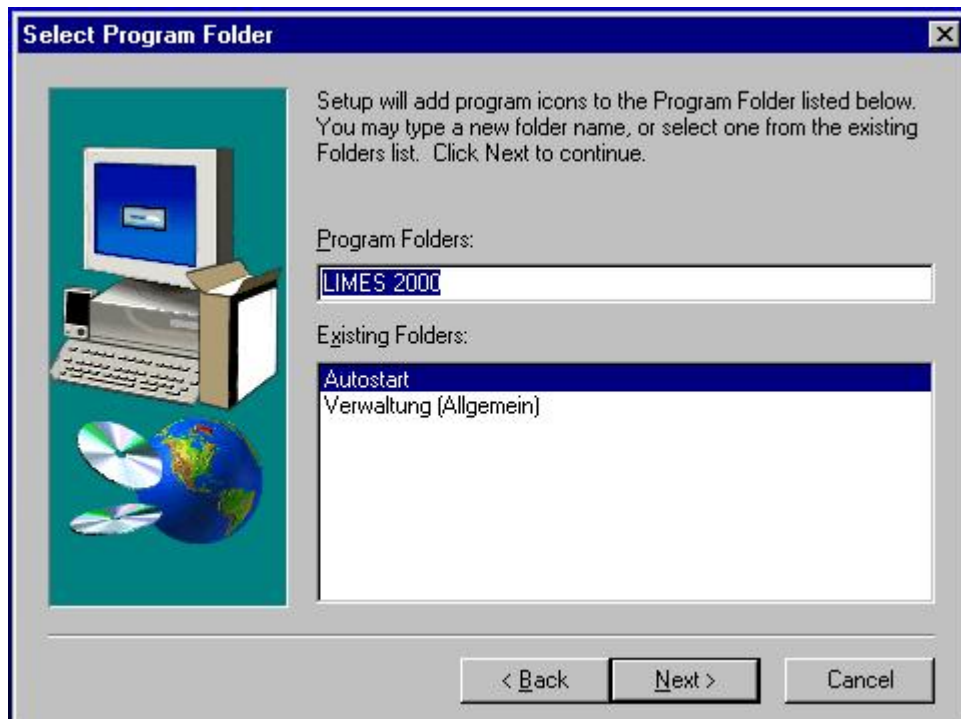 Select Program Folder
Setup will add program icons to the Program Folder listed below.
You may type a new folder name, or select one from the existing
Folders list. Click Next to continue.
Program Folders:
LIMES 2000
Existing Folders:
Autostart
Verwaltung (Allgemein)
< Back
Next >
Cancel